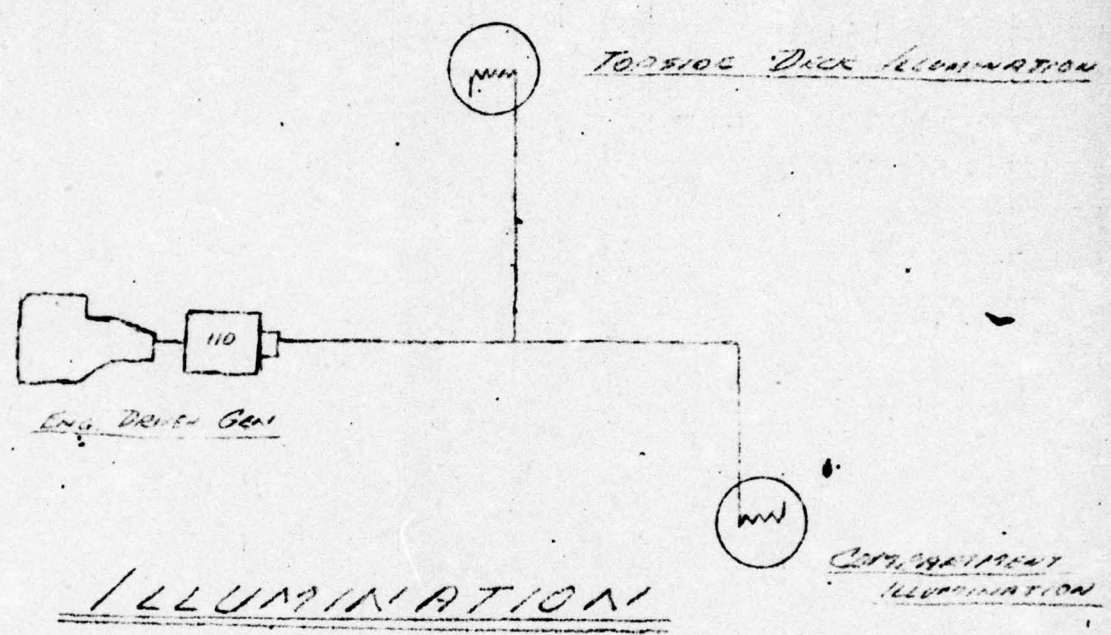 TOPSIDE DECK ILLUMINATION
110
ENG. DRIVEN GEN
COMPARTMENT
ILLUMINATION
ILLUMINATION